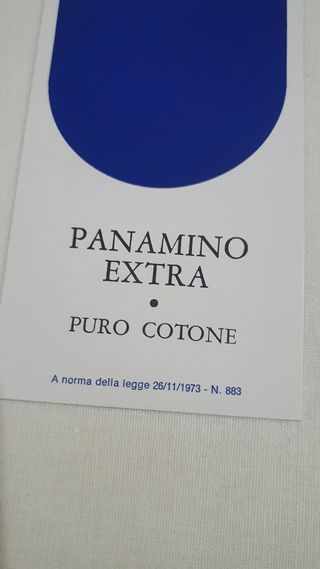 PANAMINO
EXTRA
•
PURO COTONE
A norma della legge 26/11/1973 - N. 883